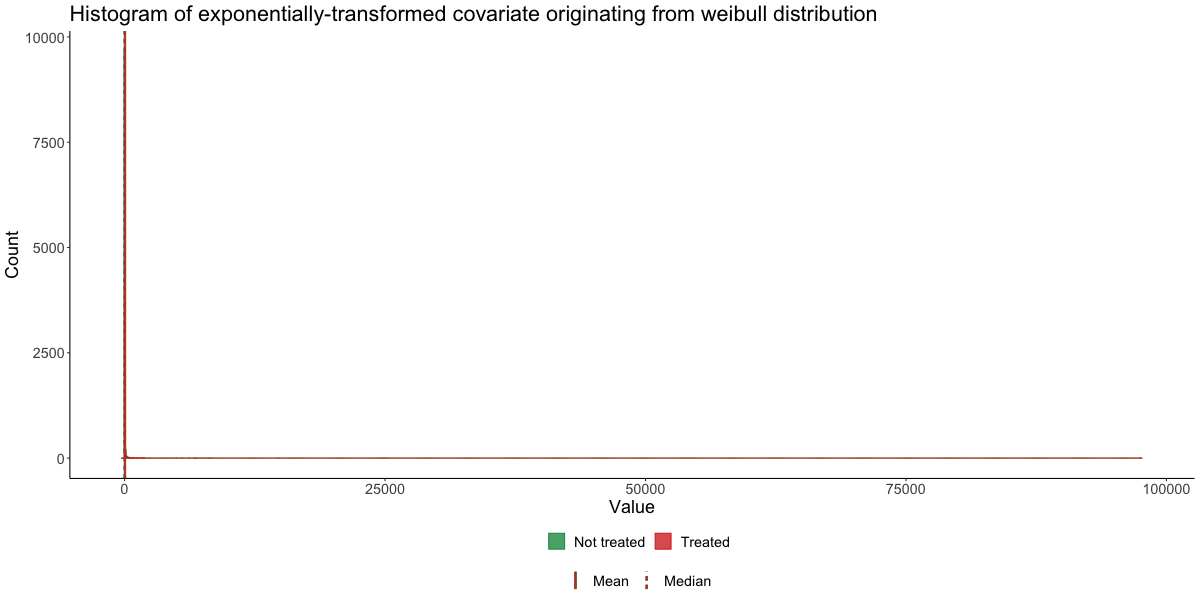 Histogram of exponentially-transformed covariate originating from weibull distribution
10000
7500
5000
2500
0
Count
0 25000 50000 75000 100000
Value
Not treated Treated
Mean Median